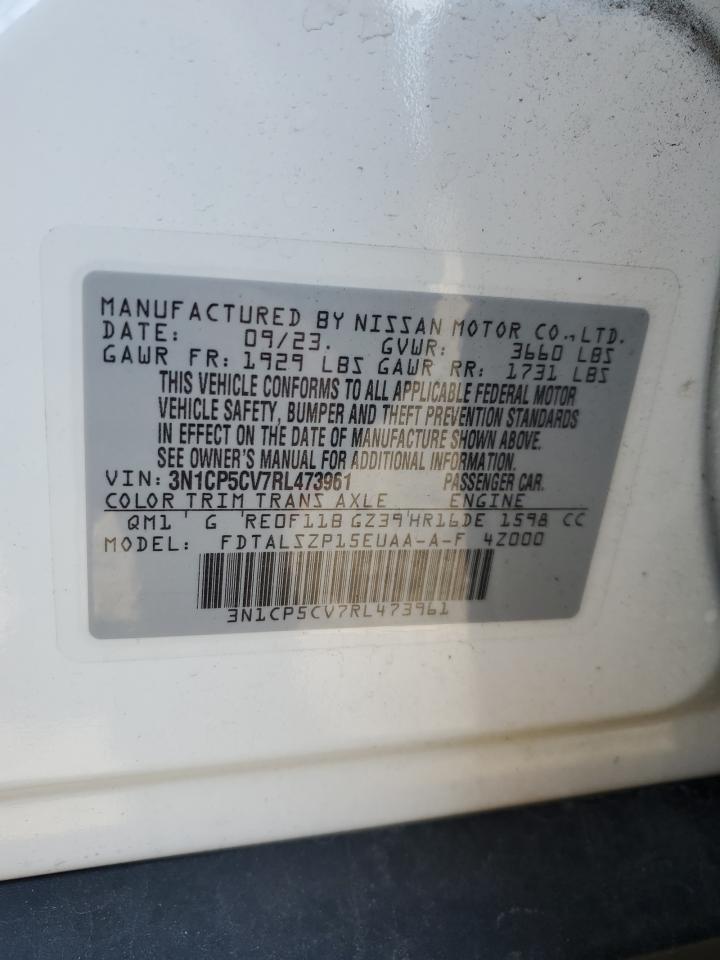 MANUFACTURED BY NISSAN MOTOR CO.,LTD.
DATE: 09/23. GVWR: 3660 LBS
GAWR FR: 1929 LBS GAWR RR: 1731 LBS
THIS VEHICLE CONFORMS TO ALL APPLICABLE FEDERAL MOTOR
VEHICLE SAFETY, BUMPER AND THEFT PREVENTION STANDARDS
IN EFFECT ON THE DATE OF MANUFACTURE SHOWN ABOVE.
SEE OWNER'S MANUAL FOR ADDITIONAL INFORMATION.
VIN: 3N1CP5CV7RL473961 PASSENGER CAR.
COLOR TRIM TRANS AXLE ENGINE
QM1 ' G 'RE0F11B GZ39'HR16DE 1598 CC
MODEL: FDTALSZP15EUAA-A-F 4Z000
3N1CP5CV7RL473961